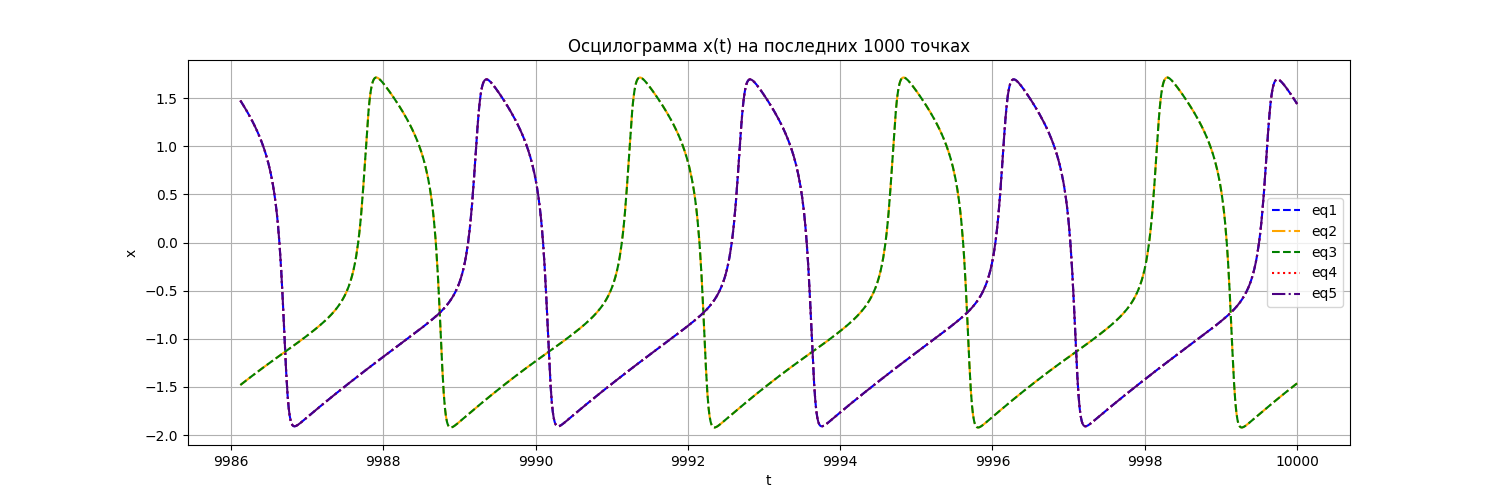 Осцилограмма x(t) на последних 1000 точках
x
1.5
1.0
0.5
0.0
−0.5
−1.0
−1.5
−2.0
9986
9988
9990
9992
9994
9996
9998
10000
t
eq1
eq2
eq3
eq4
eq5